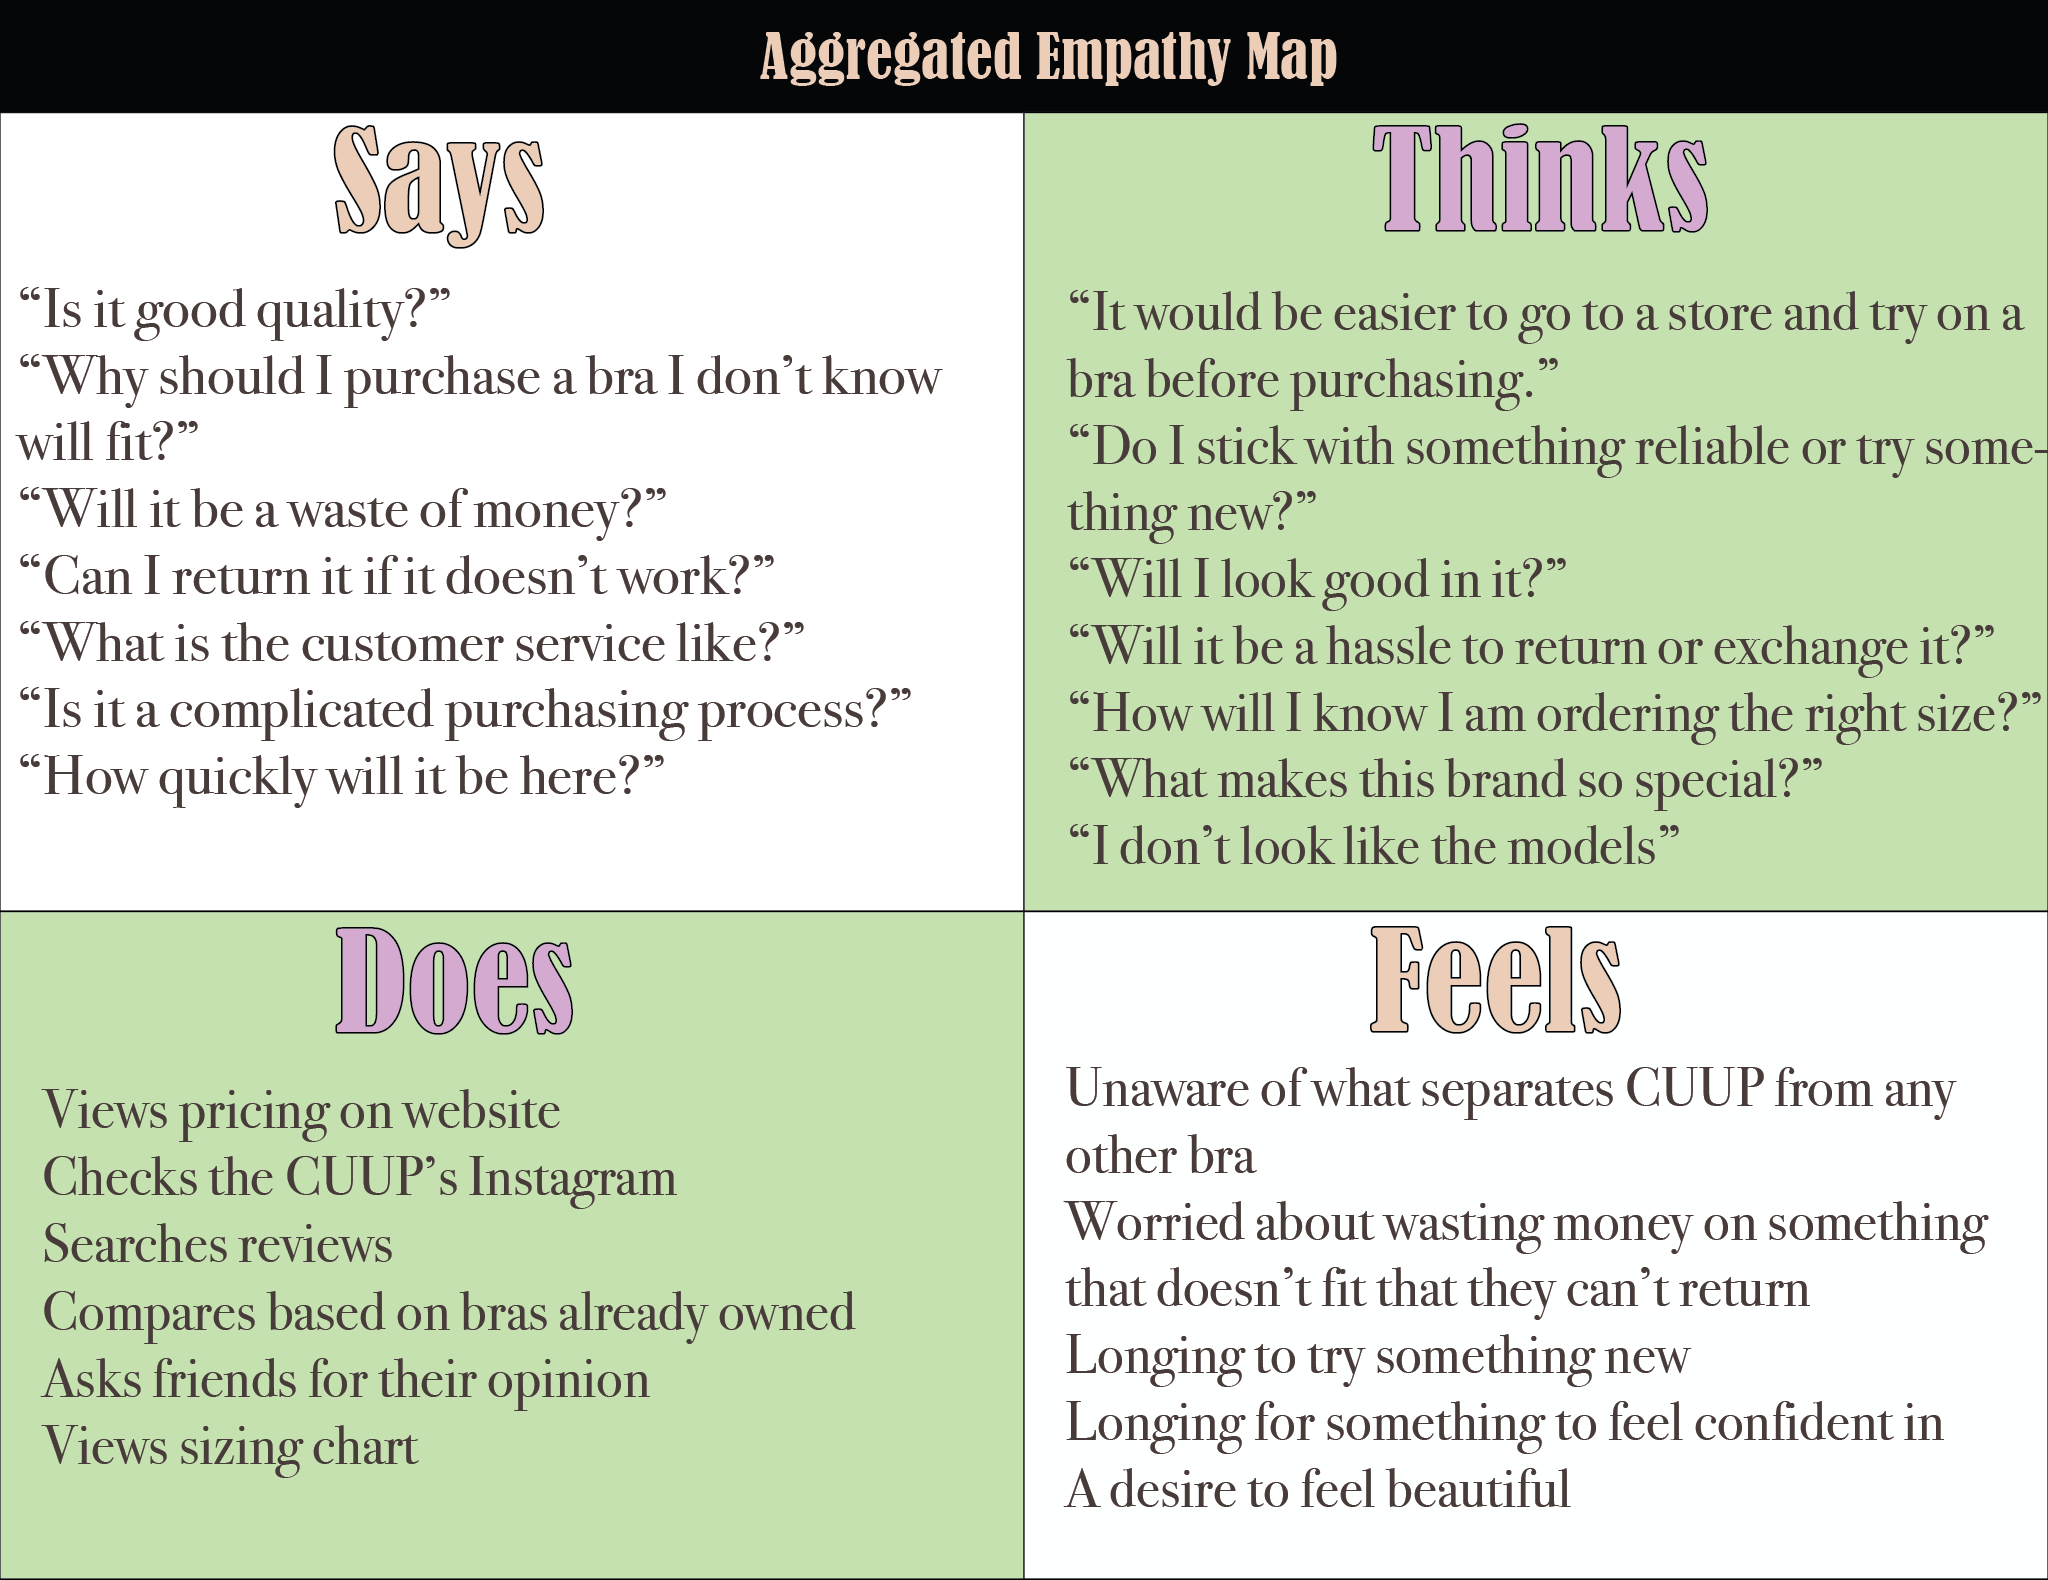 Aggregated Empathy Map
Says
“Is it good quality?”
“Why should I purchase a bra I don’t know
will fit?”
“Will it be a waste of money?”
“Can I return it if it doesn’t work?”
“What is the customer service like?”
“Is it a complicated purchasing process?”
“How quickly will it be here?”
Thinks
“It would be easier to go to a store and try on a
bra before purchasing.”
“Do I stick with something reliable or try some-
thing new?”
“Will I look good in it?”
“Will it be a hassle to return or exchange it?”
“How will I know I am ordering the right size?”
“What makes this brand so special?”
“I don’t look like the models”
Does
Views pricing on website
Checks the CUUP’s Instagram
Searches reviews
Compares based on bras already owned
Asks friends for their opinion
Views sizing chart
Feels
Unaware of what separates CUUP from any
other bra
Worried about wasting money on something
that doesn’t fit that they can’t return
Longing to try something new
Longing for something to feel confident in
A desire to feel beautiful